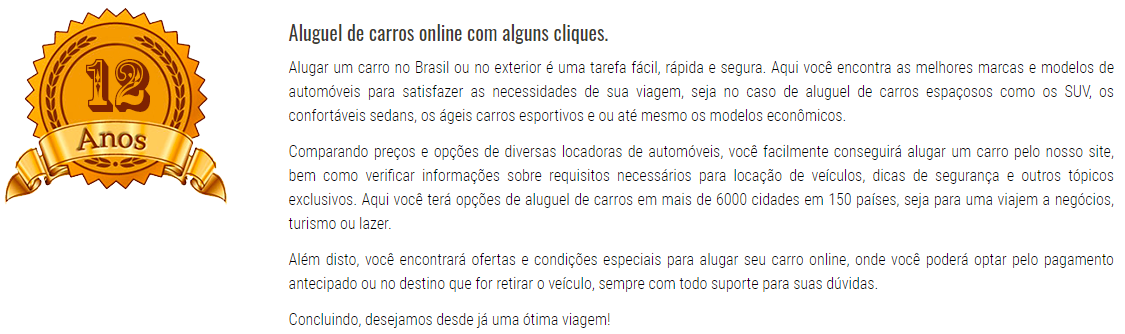 12
Anos
Aluguel de carros online com alguns cliques.
Alugar um carro no Brasil ou no exterior é uma tarefa fácil, rápida e segura. Aqui você encontra as melhores marcas e modelos de
automóveis para satisfazer as necessidades de sua viagem, seja no caso de aluguel de carros espaçosos como os SUV, os
confortáveis sedans, os ágeis carros esportivos e ou até mesmo os modelos econômicos.
Comparando preços e opções de diversas locadoras de automóveis, você facilmente conseguirá alugar um carro pelo nosso site,
bem como verificar informações sobre requisitos necessários para locação de veículos, dicas de segurança e outros tópicos
exclusivos. Aqui você terá opções de aluguel de carros em mais de 6000 cidades em 150 países, seja para uma viajem a negócios,
turismo ou lazer.
Além disto, você encontrará ofertas e condições especiais para alugar seu carro online, onde você poderá optar pelo pagamento
antecipado ou no destino que for retirar o veículo, sempre com todo suporte para suas dúvidas.
Concluindo, desejamos desde já uma ótima viagem!